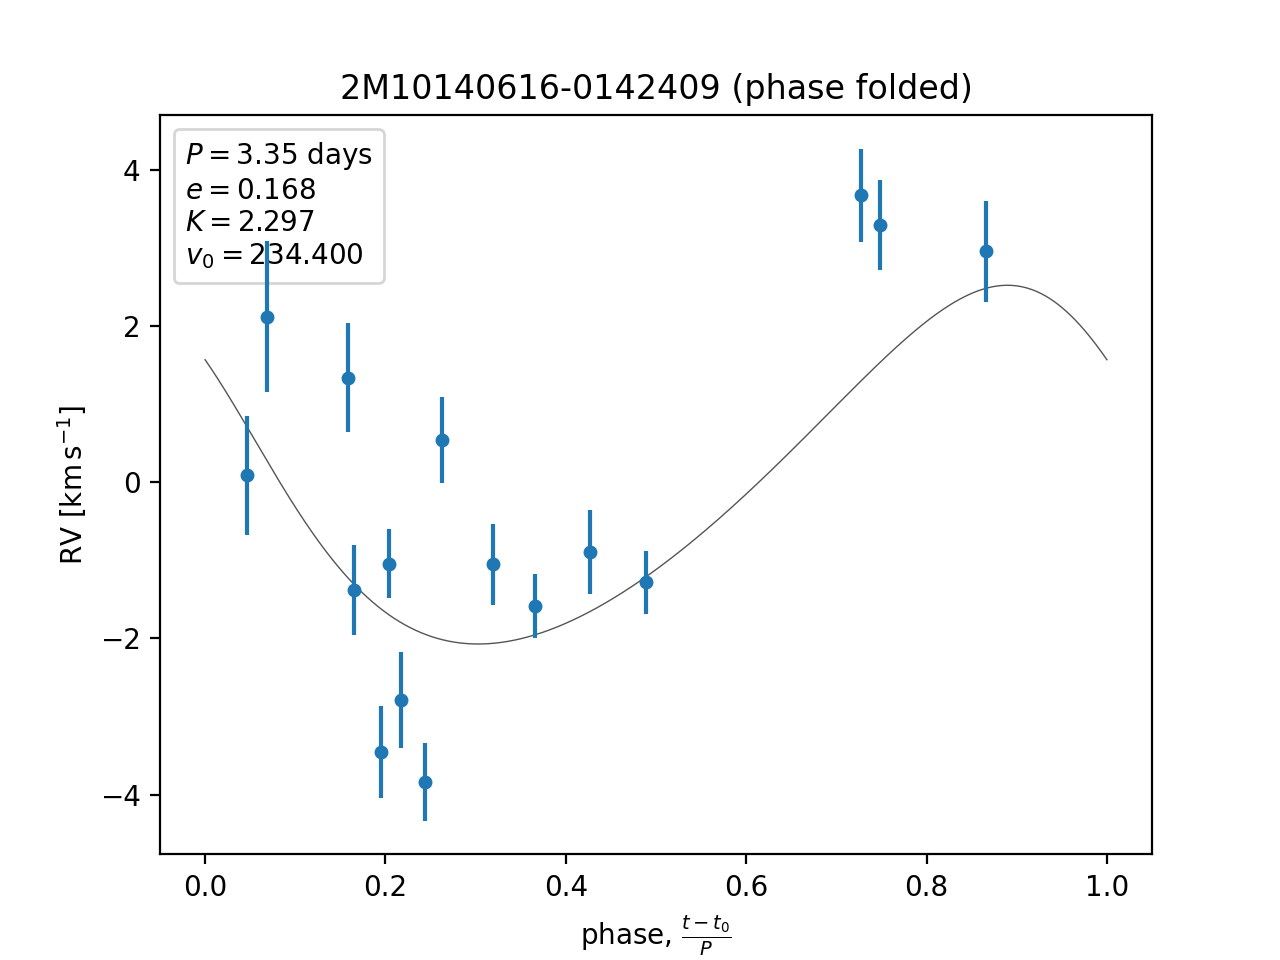 2M10140616-0142409 (phase folded)
P = 3.35 days
e = 0.168
K = 2.297
v₀ = 234.400
4
2
0
−2
−4
RV [km s⁻¹]
0.0 0.2 0.4 0.6 0.8 1.0
phase, (t − t₀)/P